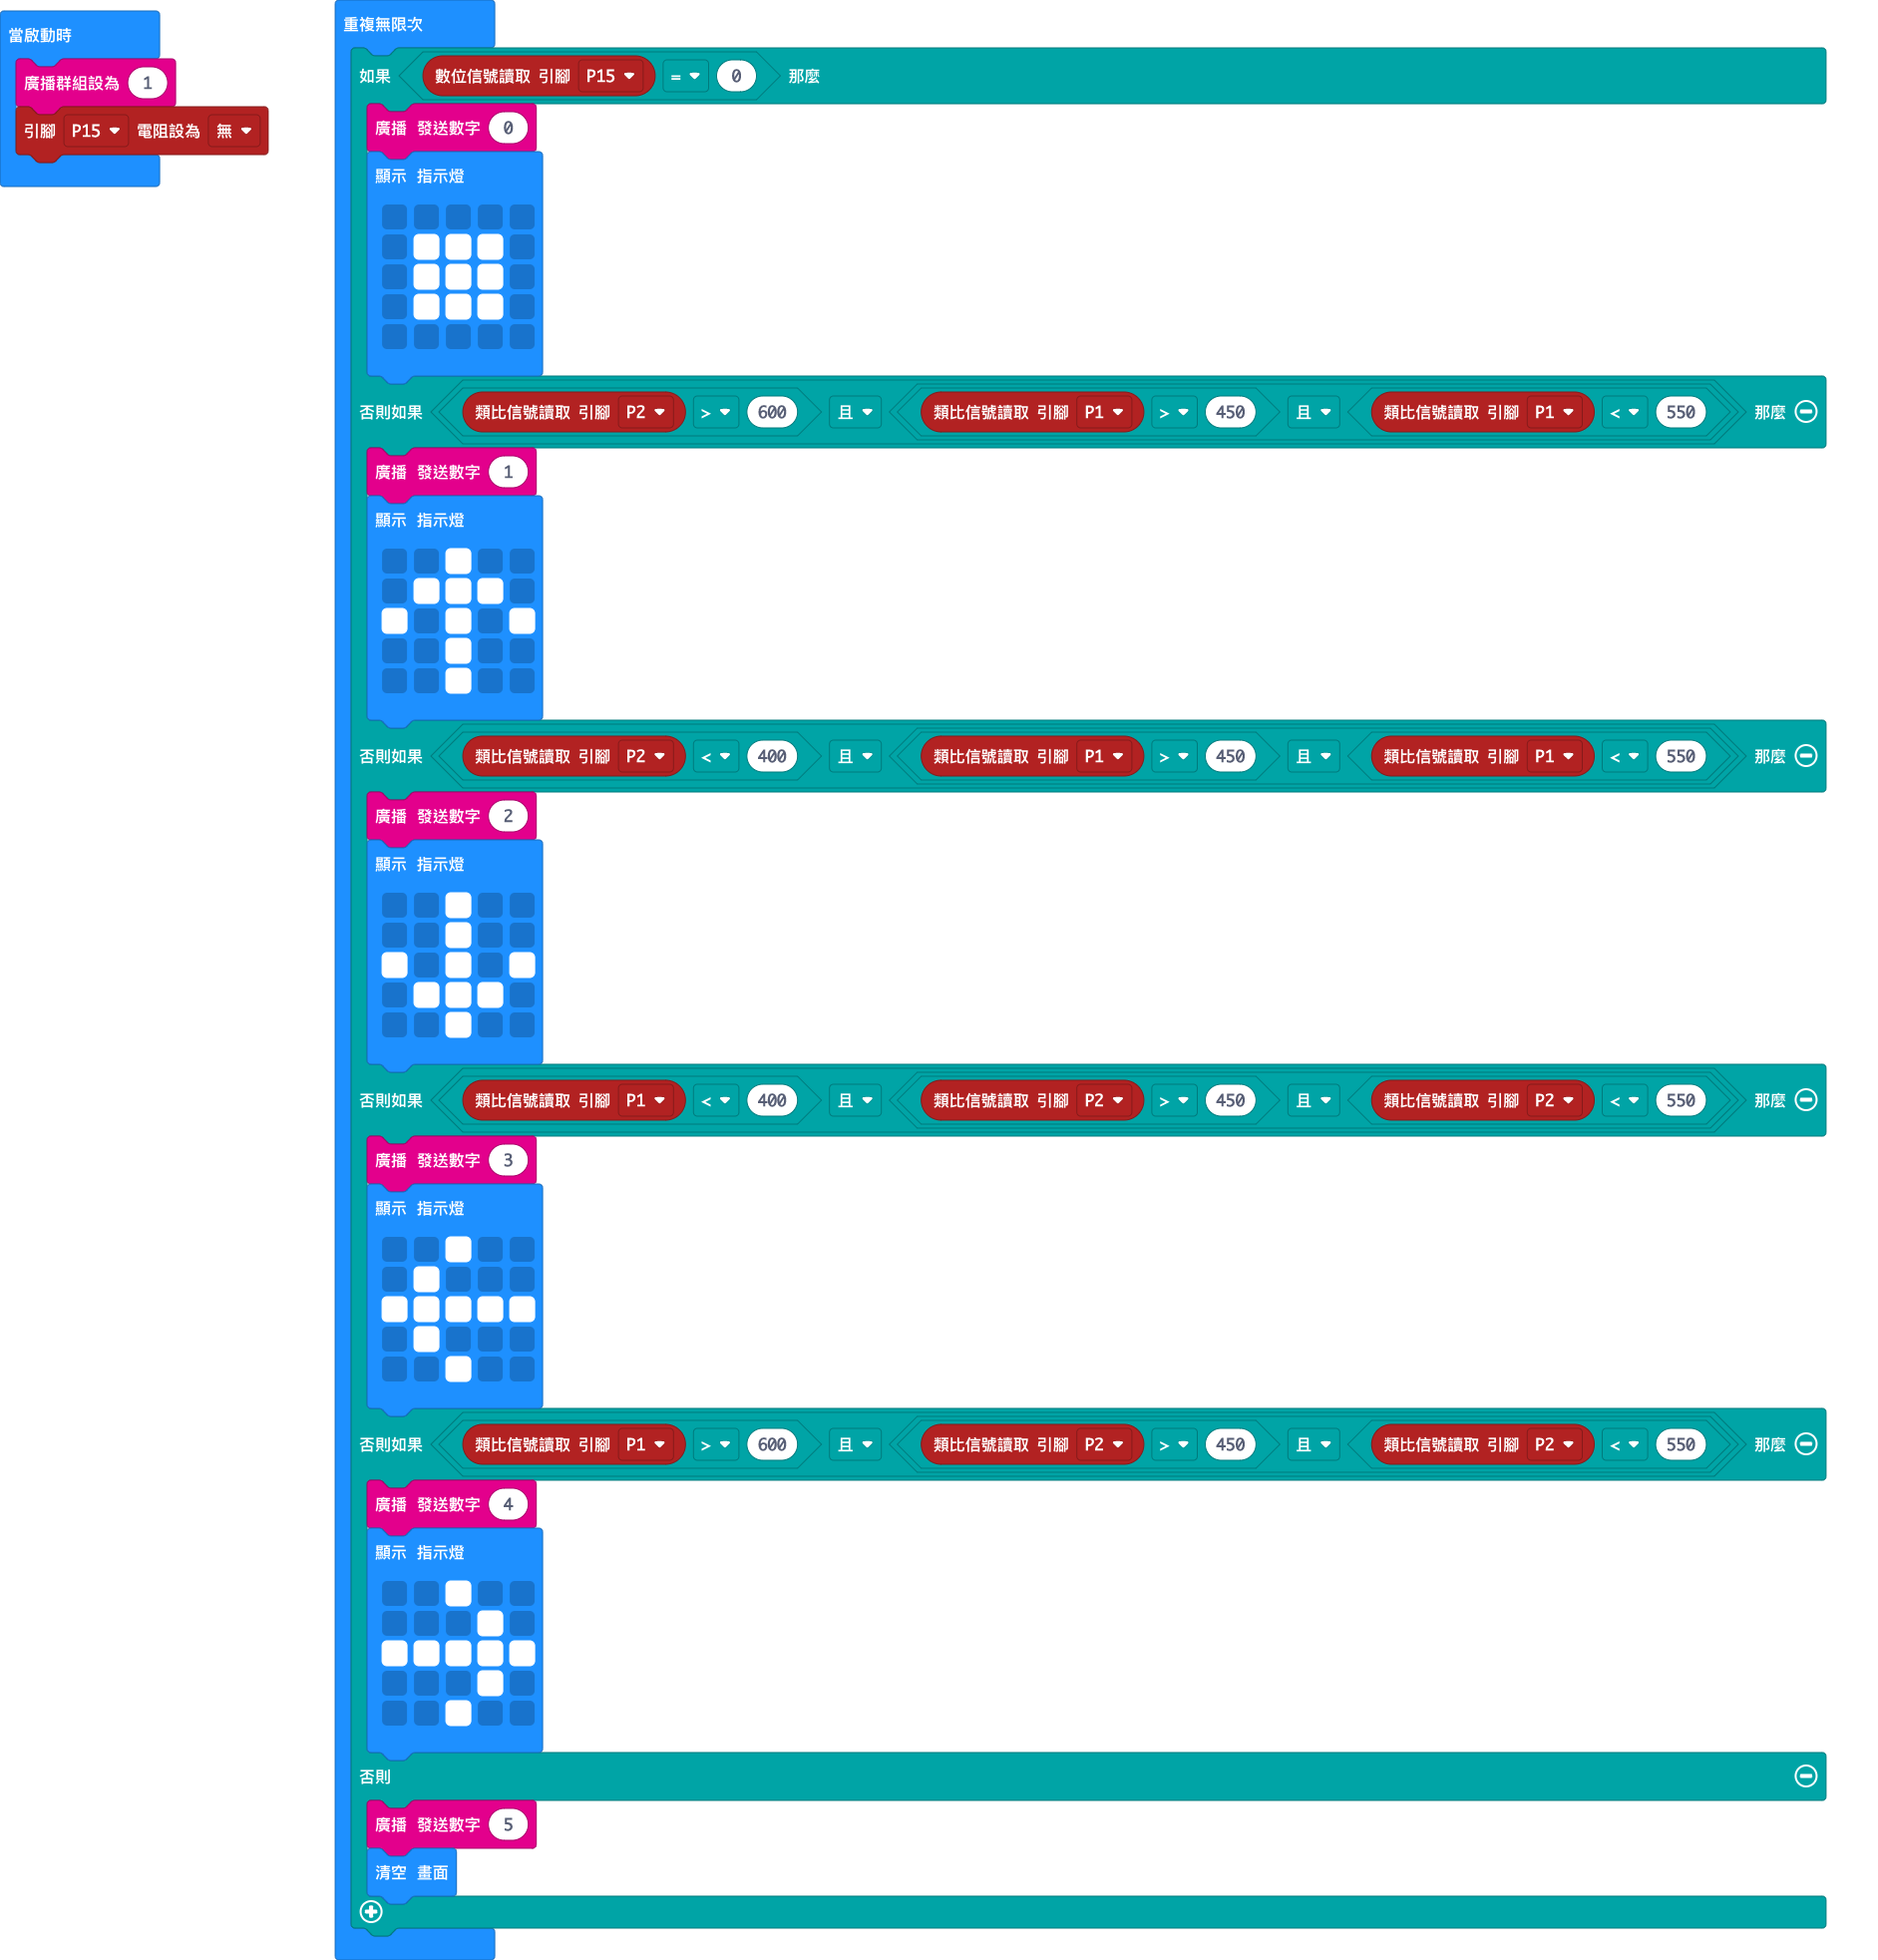 當啟動時
廣播群組設為 1
引腳 P15 電阻設為 無
重複無限次
如果 數位信號讀取 引腳 P15 = 0 那麼
廣播 發送數字 0
顯示 指示燈
否則如果 類比信號讀取 引腳 P2 > 600 且 類比信號讀取 引腳 P1 > 450 且 類比信號讀取 引腳 P1 < 550 那麼
廣播 發送數字 1
顯示 指示燈
否則如果 類比信號讀取 引腳 P2 < 400 且 類比信號讀取 引腳 P1 > 450 且 類比信號讀取 引腳 P1 < 550 那麼
廣播 發送數字 2
顯示 指示燈
否則如果 類比信號讀取 引腳 P1 < 400 且 類比信號讀取 引腳 P2 > 450 且 類比信號讀取 引腳 P2 < 550 那麼
廣播 發送數字 3
顯示 指示燈
否則如果 類比信號讀取 引腳 P1 > 600 且 類比信號讀取 引腳 P2 > 450 且 類比信號讀取 引腳 P2 < 550 那麼
廣播 發送數字 4
顯示 指示燈
否則
廣播 發送數字 5
清空 畫面